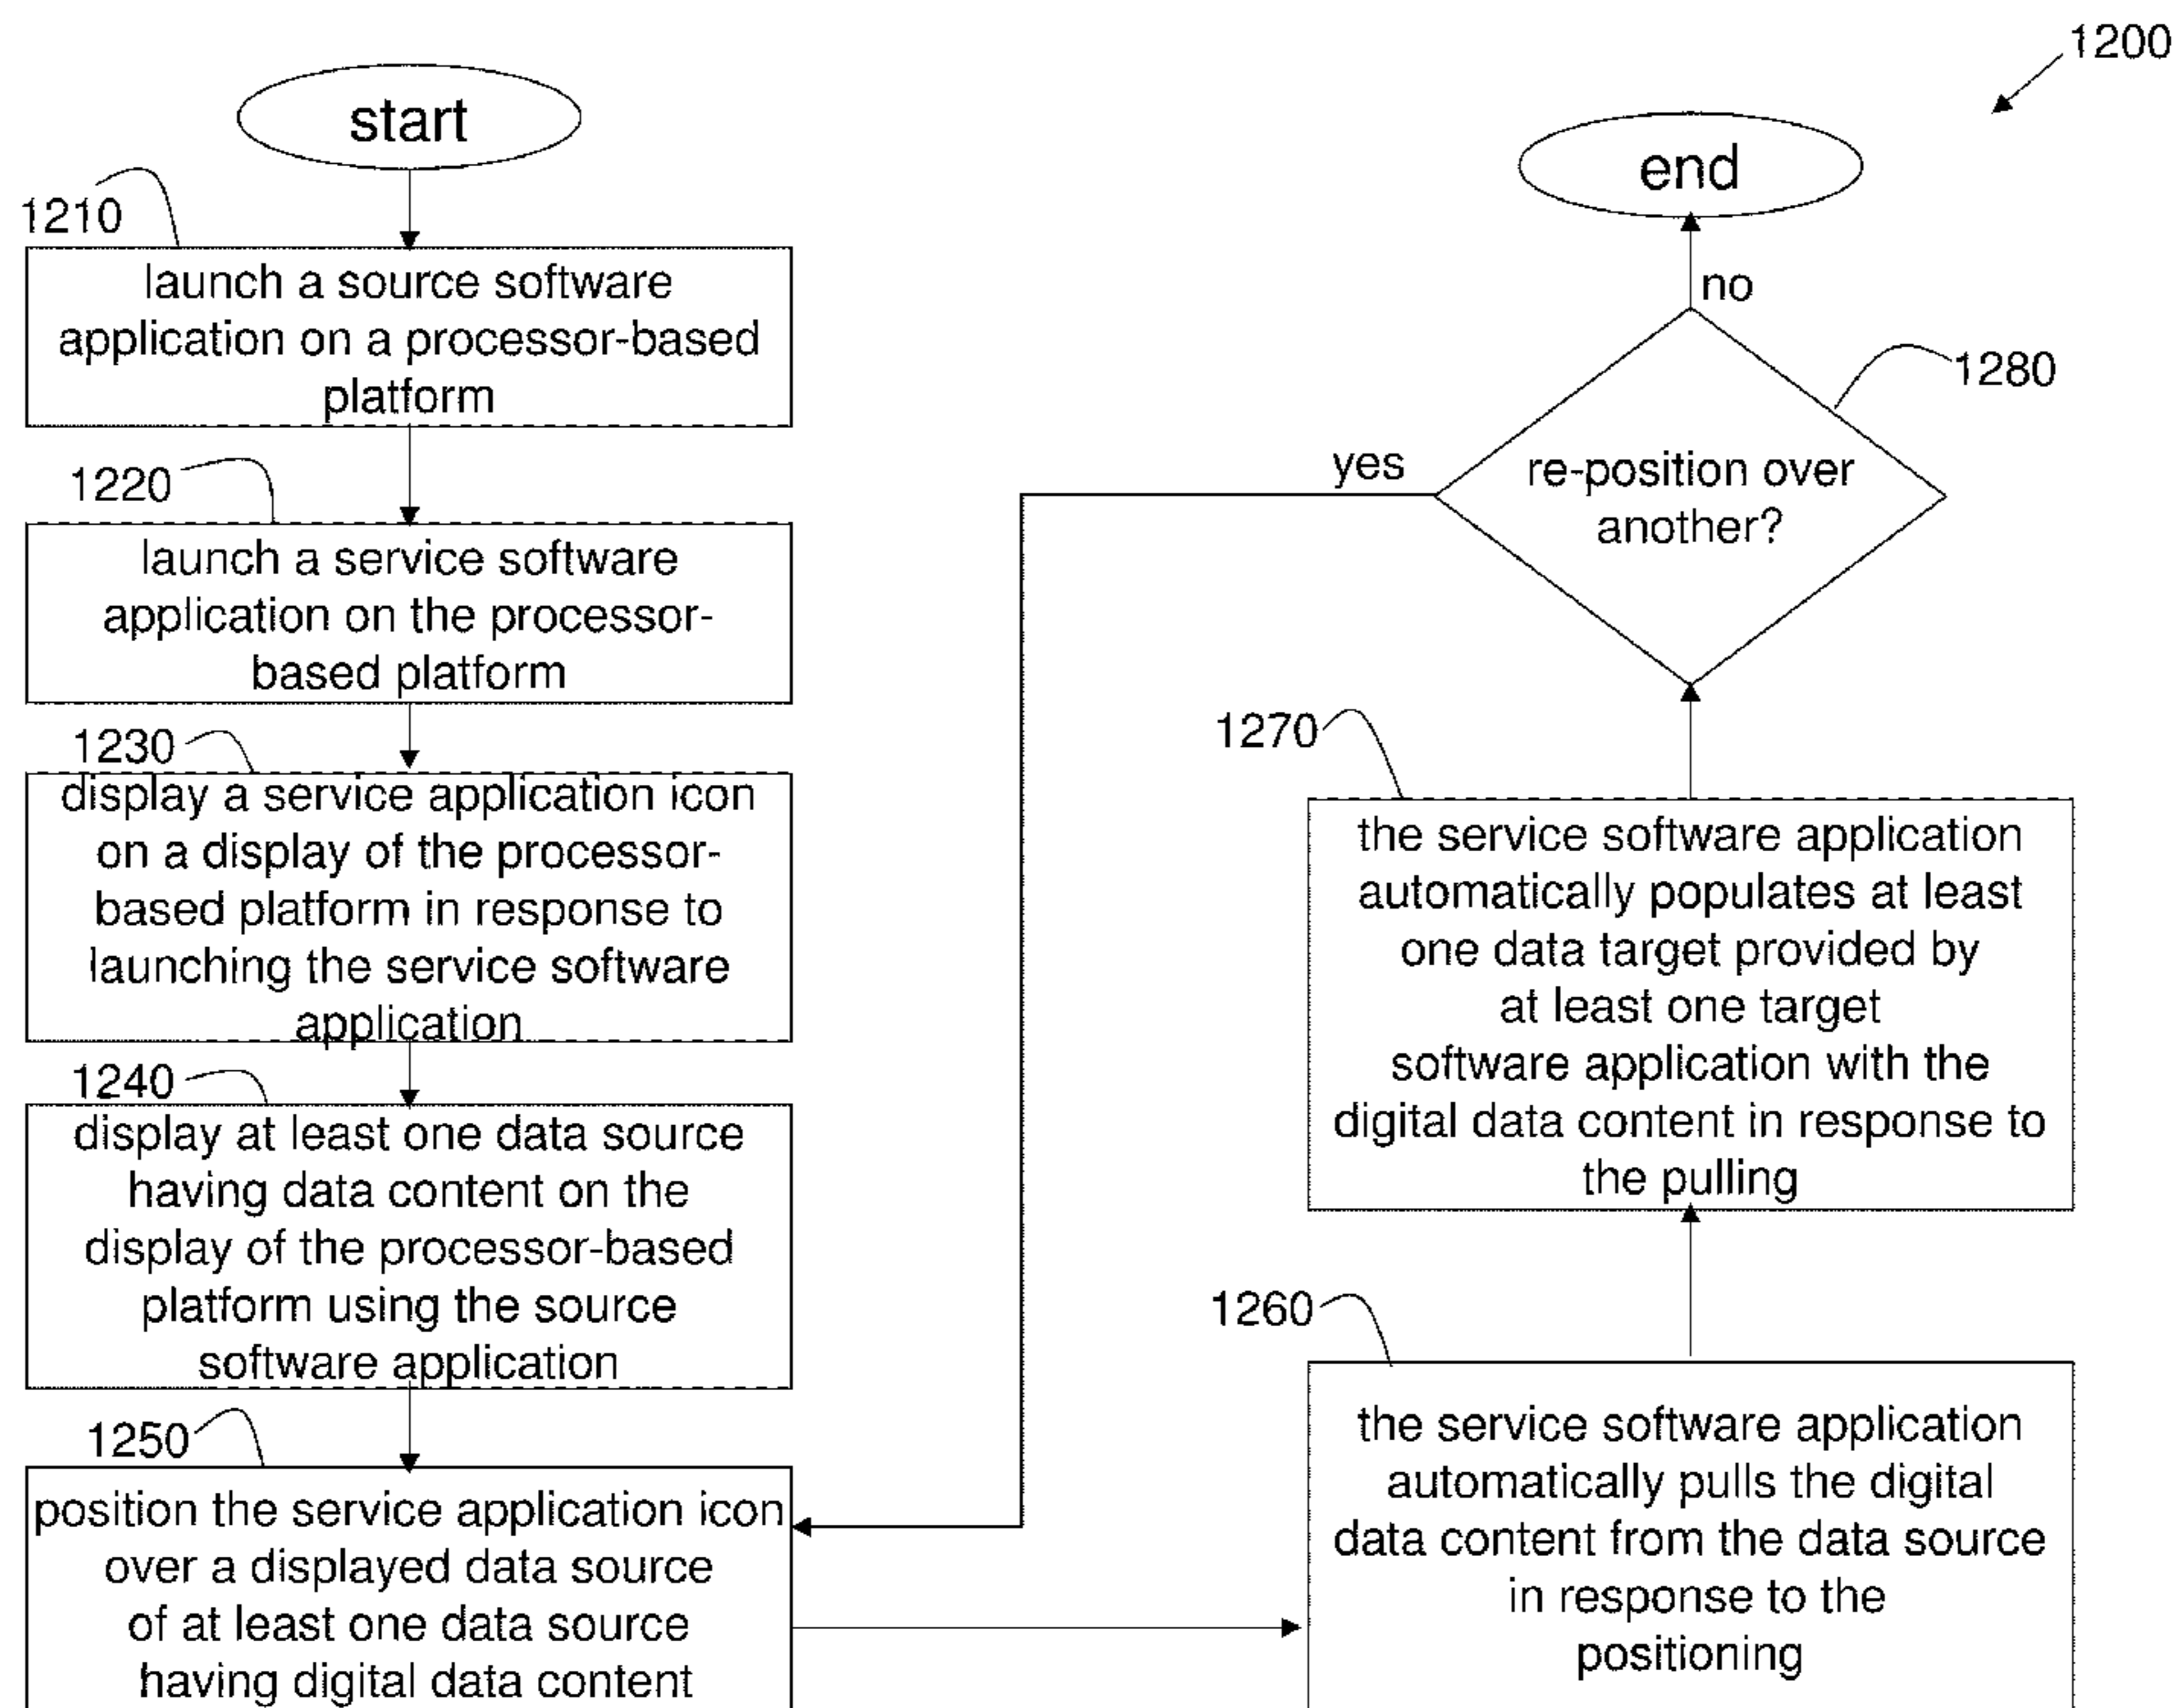 1200
start
1210
launch a source software
application on a processor-based
platform
1220
launch a service software
application on the processor-
based platform
1230
display a service application icon
on a display of the processor-
based platform in response to
launching the service software
application
1240
display at least one data source
having data content on the
display of the processor-based
platform using the source
software application
1250
position the service application icon
over a displayed data source
of at least one data source
having digital data content
1260
the service software application
automatically pulls the digital
data content from the data source
in response to the
positioning
1270
the service software application
automatically populates at least
one data target provided by
at least one target
software application with the
digital data content in response to
the pulling
1280
re-position over
another?
yes
no
end